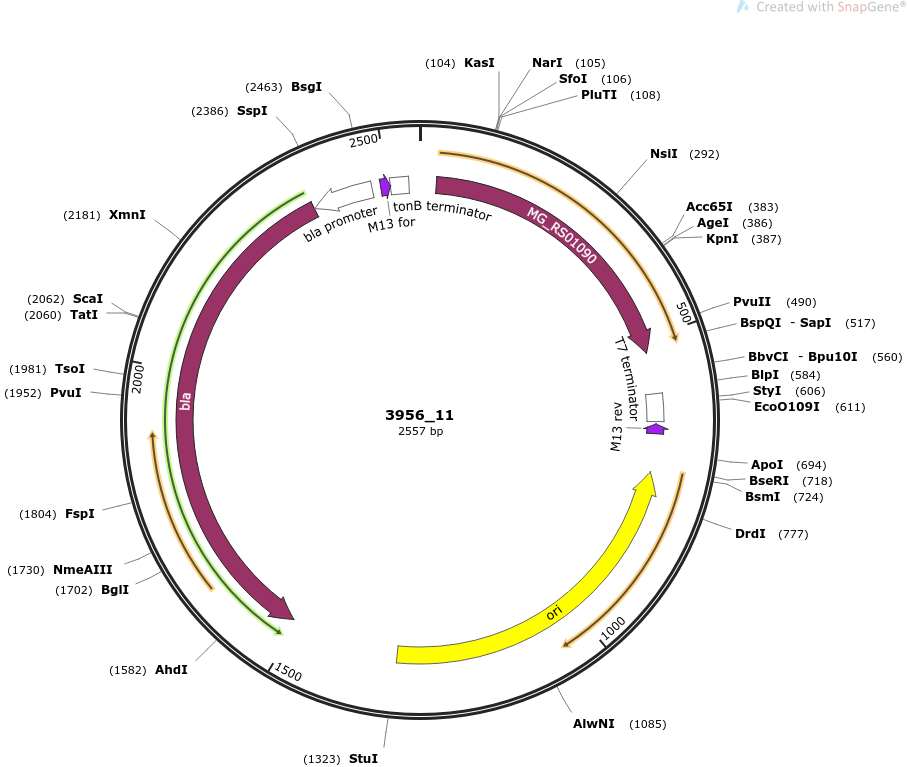 Created with SnapGene®
(104) KasI
NarI (105)
SfoI (106)
PluTI (108)
(2463) BsgI
(2386) SspI
2500
NsiI (292)
(2181) XmnI
Acc65I (383)
AgeI (386)
KpnI (387)
bla promoter
M13 for
tonB terminator
MG_RS01090
(2062) ScaI
(2060) TatI
500
PvuII (490)
BspQI - SapI (517)
T7 terminator
BbvCI - Bpu10I (560)
(1981) TsoI
(1952) PvuI
2000
BlpI (584)
StyI (606)
EcoO109I (611)
bla
3956_11
2557 bp
M13 rev
ApoI (694)
BseRI (718)
BsmI (724)
(1804) FspI
DrdI (777)
(1730) NmeAIII
(1702) BglI
ori
1000
(1582) AhdI
1500
AlwNI (1085)
(1323) StuI